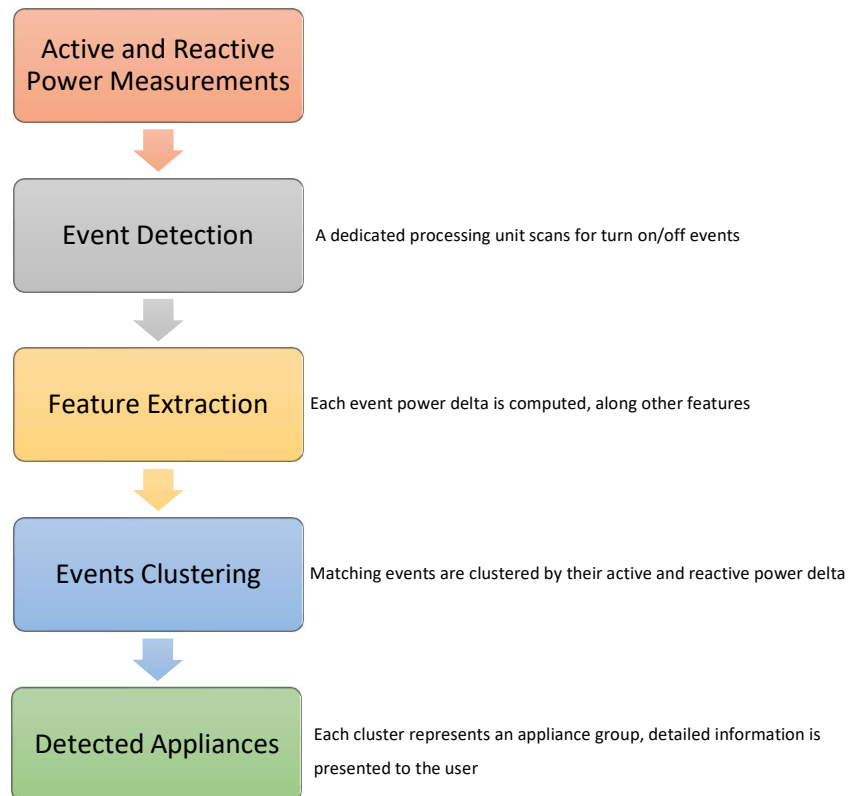 Active and Reactive
Power Measurements
Event Detection
A dedicated processing unit scans for turn on/off events
Feature Extraction
Each event power delta is computed, along other features
Events Clustering
Matching events are clustered by their active and reactive power delta
Detected Appliances
Each cluster represents an appliance group, detailed information is
presented to the user